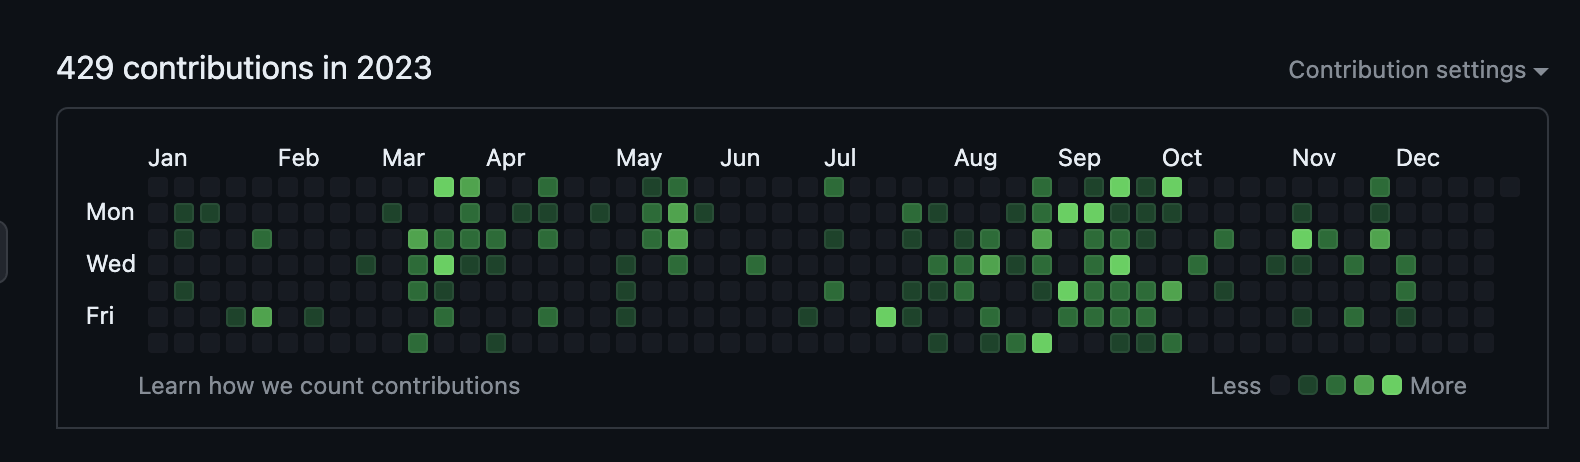 429 contributions in 2023
Contribution settings
Jan Feb Mar Apr May Jun Jul Aug Sep Oct Nov Dec
Mon
Wed
Fri
Learn how we count contributions
Less More